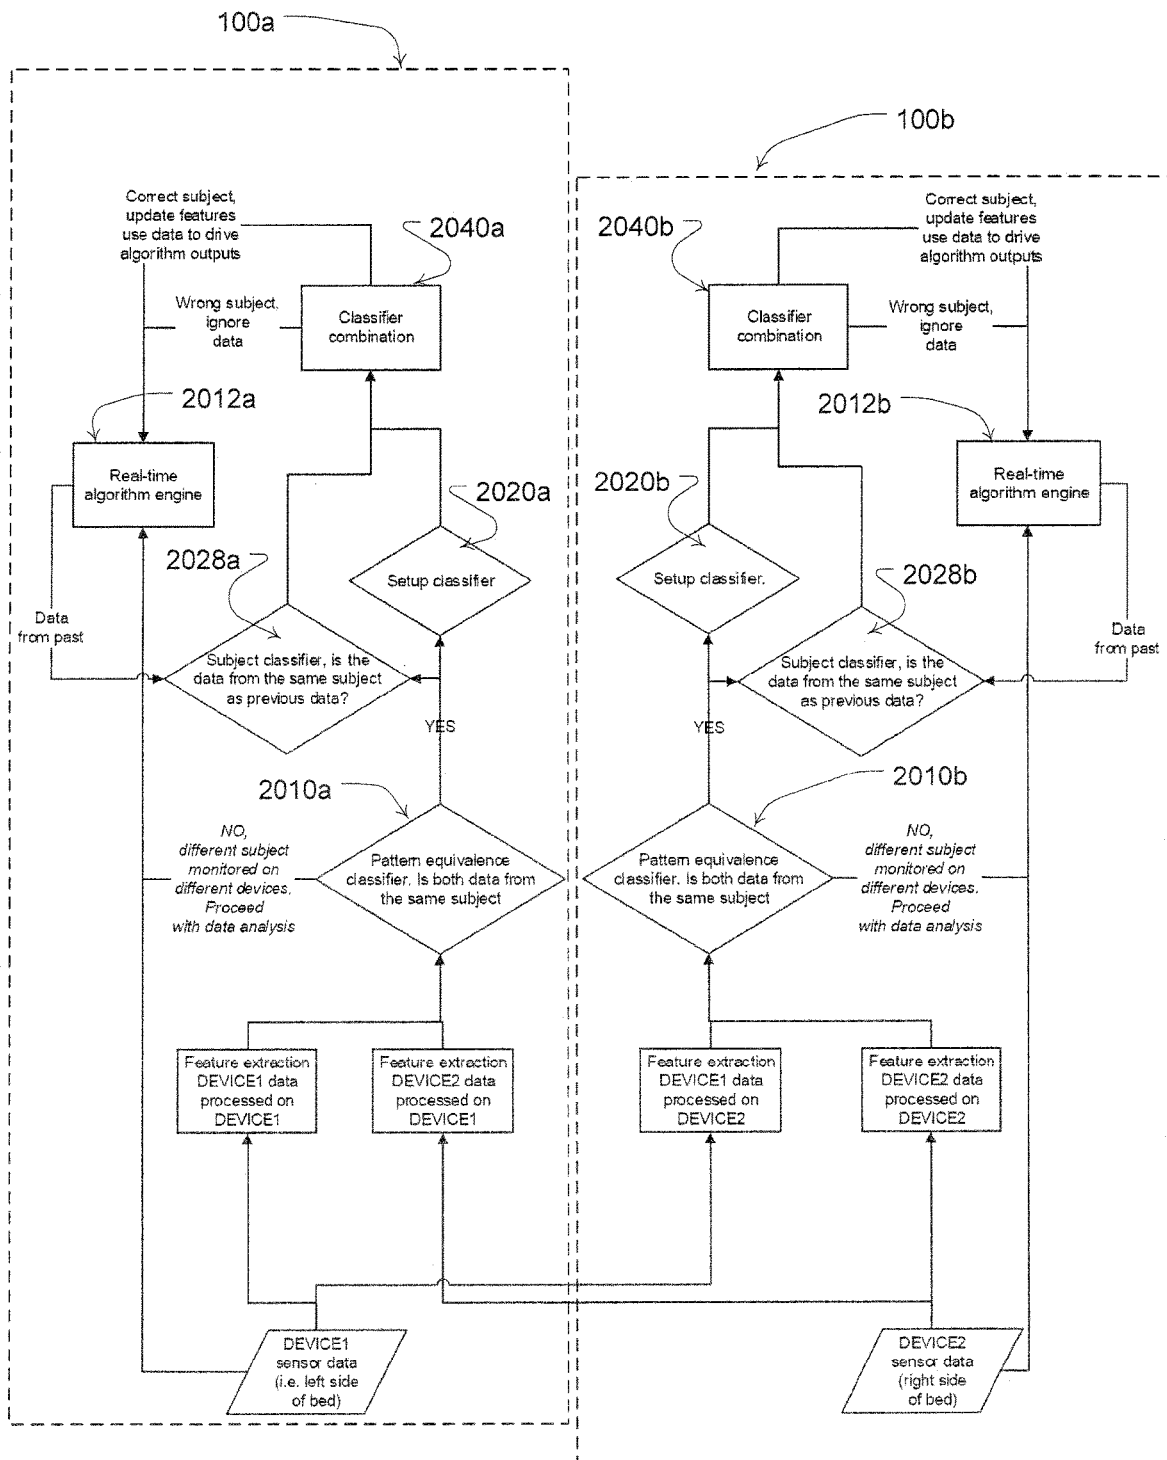 100a
100b
Correct subject,
update features
use data to drive
algorithm outputs
2040a
Wrong subject,
ignore
data
Classifier
combination
2012a
Real-time
algorithm engine
2020a
2028a
Setup classifier
Data
from past
Subject classifier, is the
data from the same subject
as previous data?
YES
2010a
NO,
different subject
monitored on
different devices.
Proceed
with data analysis
Pattern equivalence
classifier. Is both data from
the same subject
Feature extraction
DEVICE1 data
processed on
DEVICE1
Feature extraction
DEVICE2 data
processed on
DEVICE1
DEVICE1
sensor data
(i.e. left side
of bed)
2040b
Correct subject,
update features
use data to drive
algorithm outputs
Classifier
combination
Wrong subject,
ignore
data
2012b
Real-time
algorithm engine
2020b
Setup classifier.
2028b
Subject classifier, is the
data from the same subject
as previous data?
Data
from past
YES
2010b
Pattern equivalence
classifier. Is both data from
the same subject
NO,
different subject
monitored on
different devices.
Proceed
with data analysis
Feature extraction
DEVICE1 data
processed on
DEVICE2
Feature extraction
DEVICE2 data
processed on
DEVICE2
DEVICE2
sensor data
(right side
of bed)